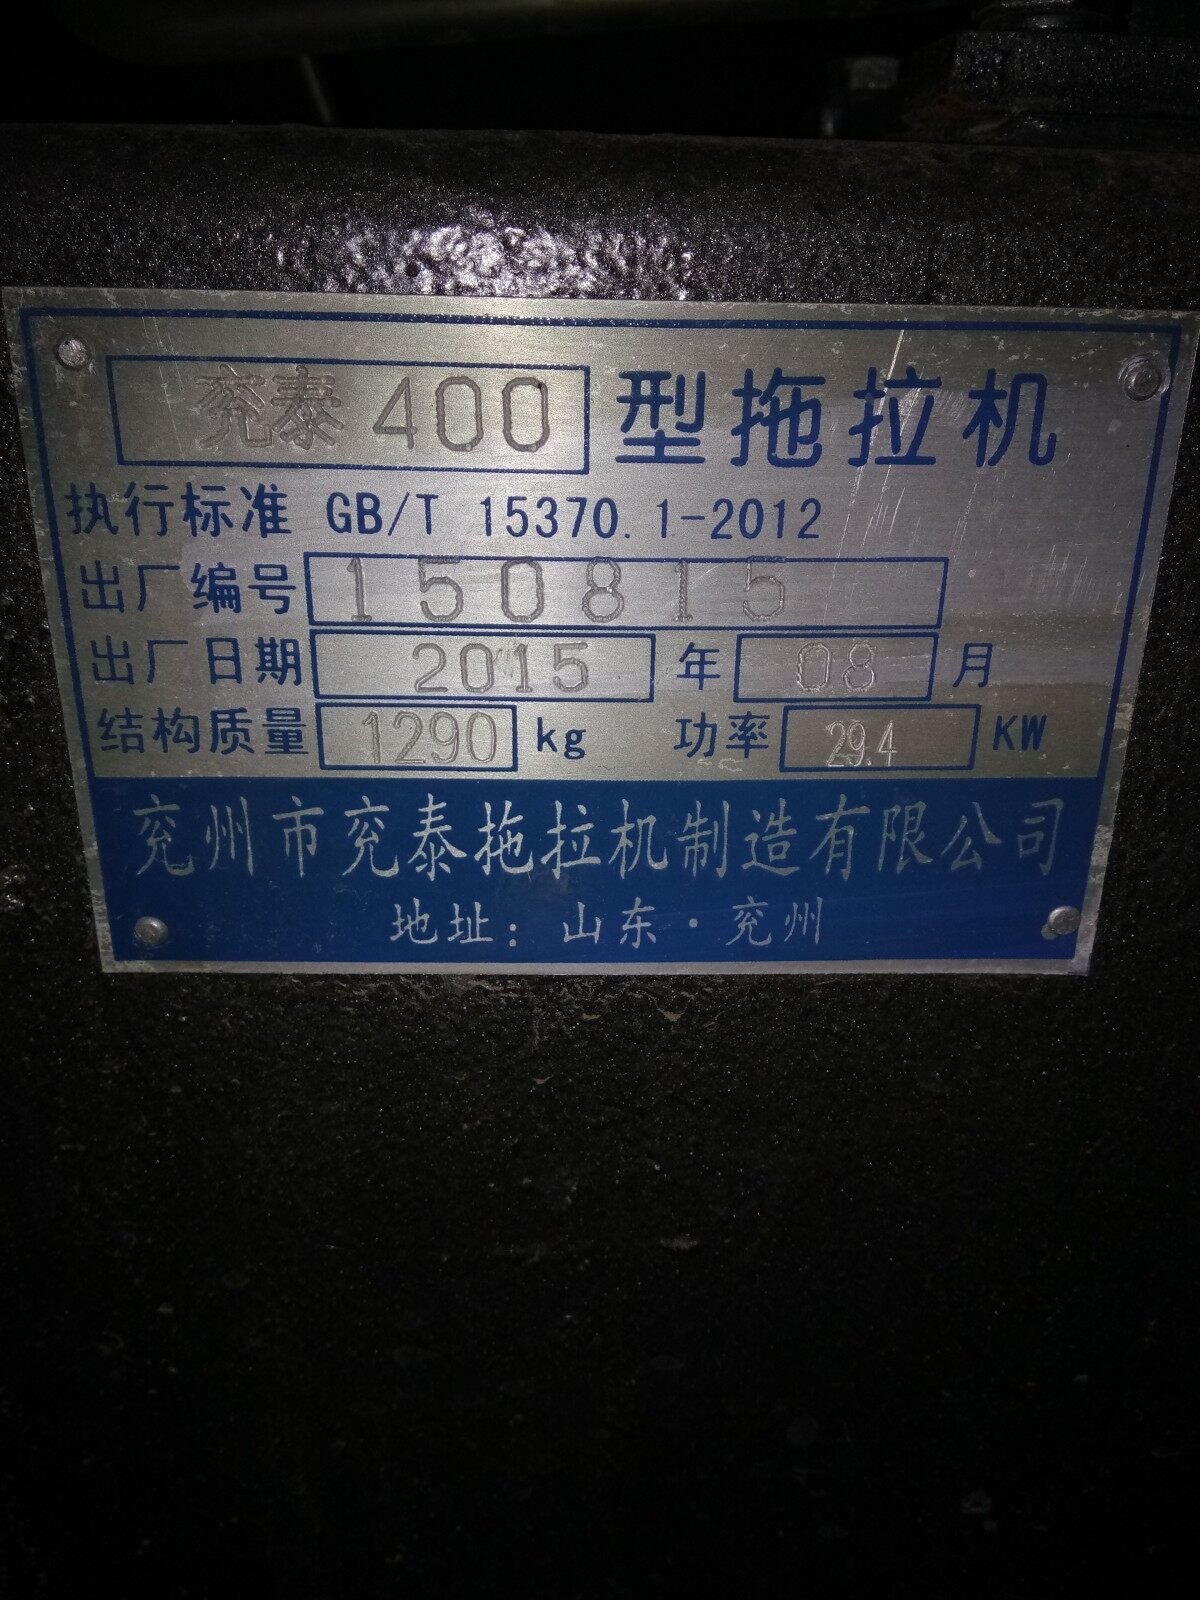 兖泰400型拖拉机
执行标准 GB/T 15370.1-2012
出厂编号 150815
出厂日期 2015 年 08 月
结构质量 1290 kg 功率 29.4 KW
兖州市兖泰拖拉机制造有限公司
地址：山东·兖州